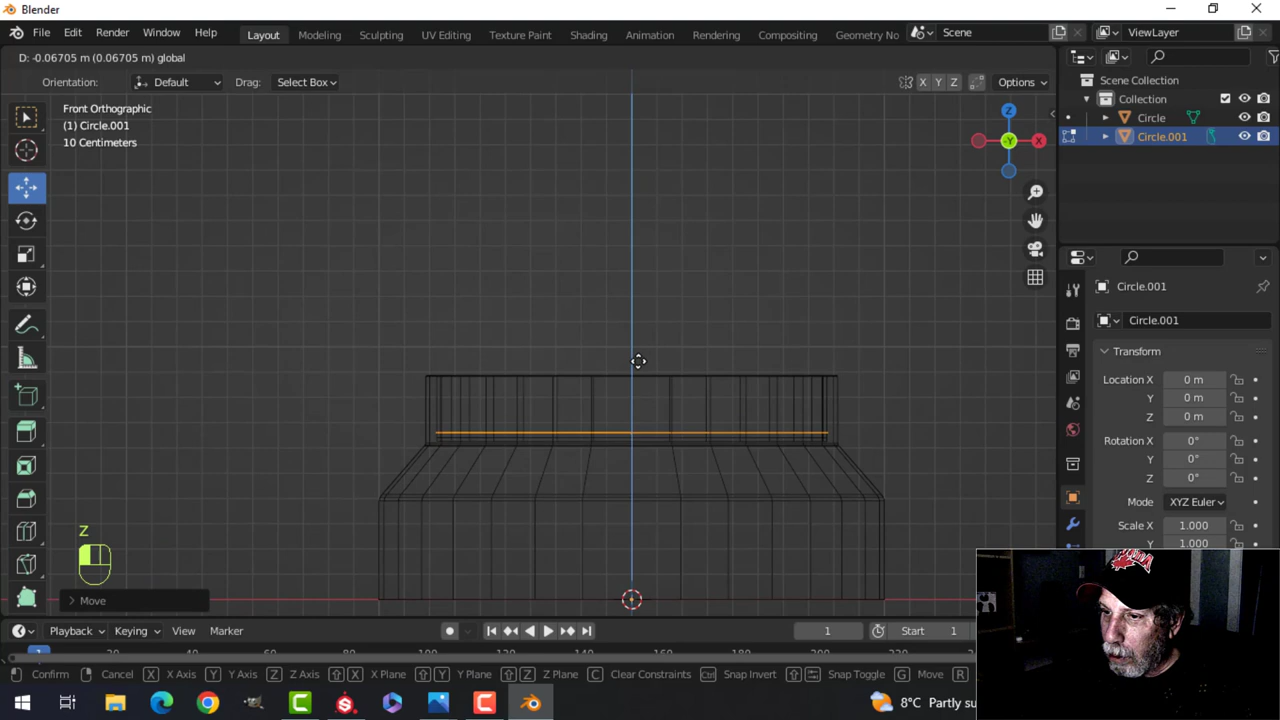 Blender
File Edit Render Window Help Layout Modeling Sculpting UV Editing Texture Paint Shading Animation Rendering Compositing Geometry No Scene ViewLayer
D: -0.06705 m (0.06705 m) global
Orientation: Default Drag: Select Box X Y Z Options
Front Orthographic
(1) Circle.001
10 Centimeters
Z
X
-Y
Scene Collection
Collection
Circle
Circle.001
Circle.001
Circle.001
Transform
Location X 0 m
Y 0 m
Z 0 m
Rotation X 0°
Y 0°
Z 0°
Mode XYZ Euler
Scale X 1.000
Y 1.000
Z
Move
Playback Keying View Marker 1 Start 1
Confirm Cancel X X Axis Y Y Axis Z Z Axis X X Plane Y Y Plane Z Z Plane C Clear Constraints Ctrl Snap Invert Snap Toggle G Move R
8°C Partly su